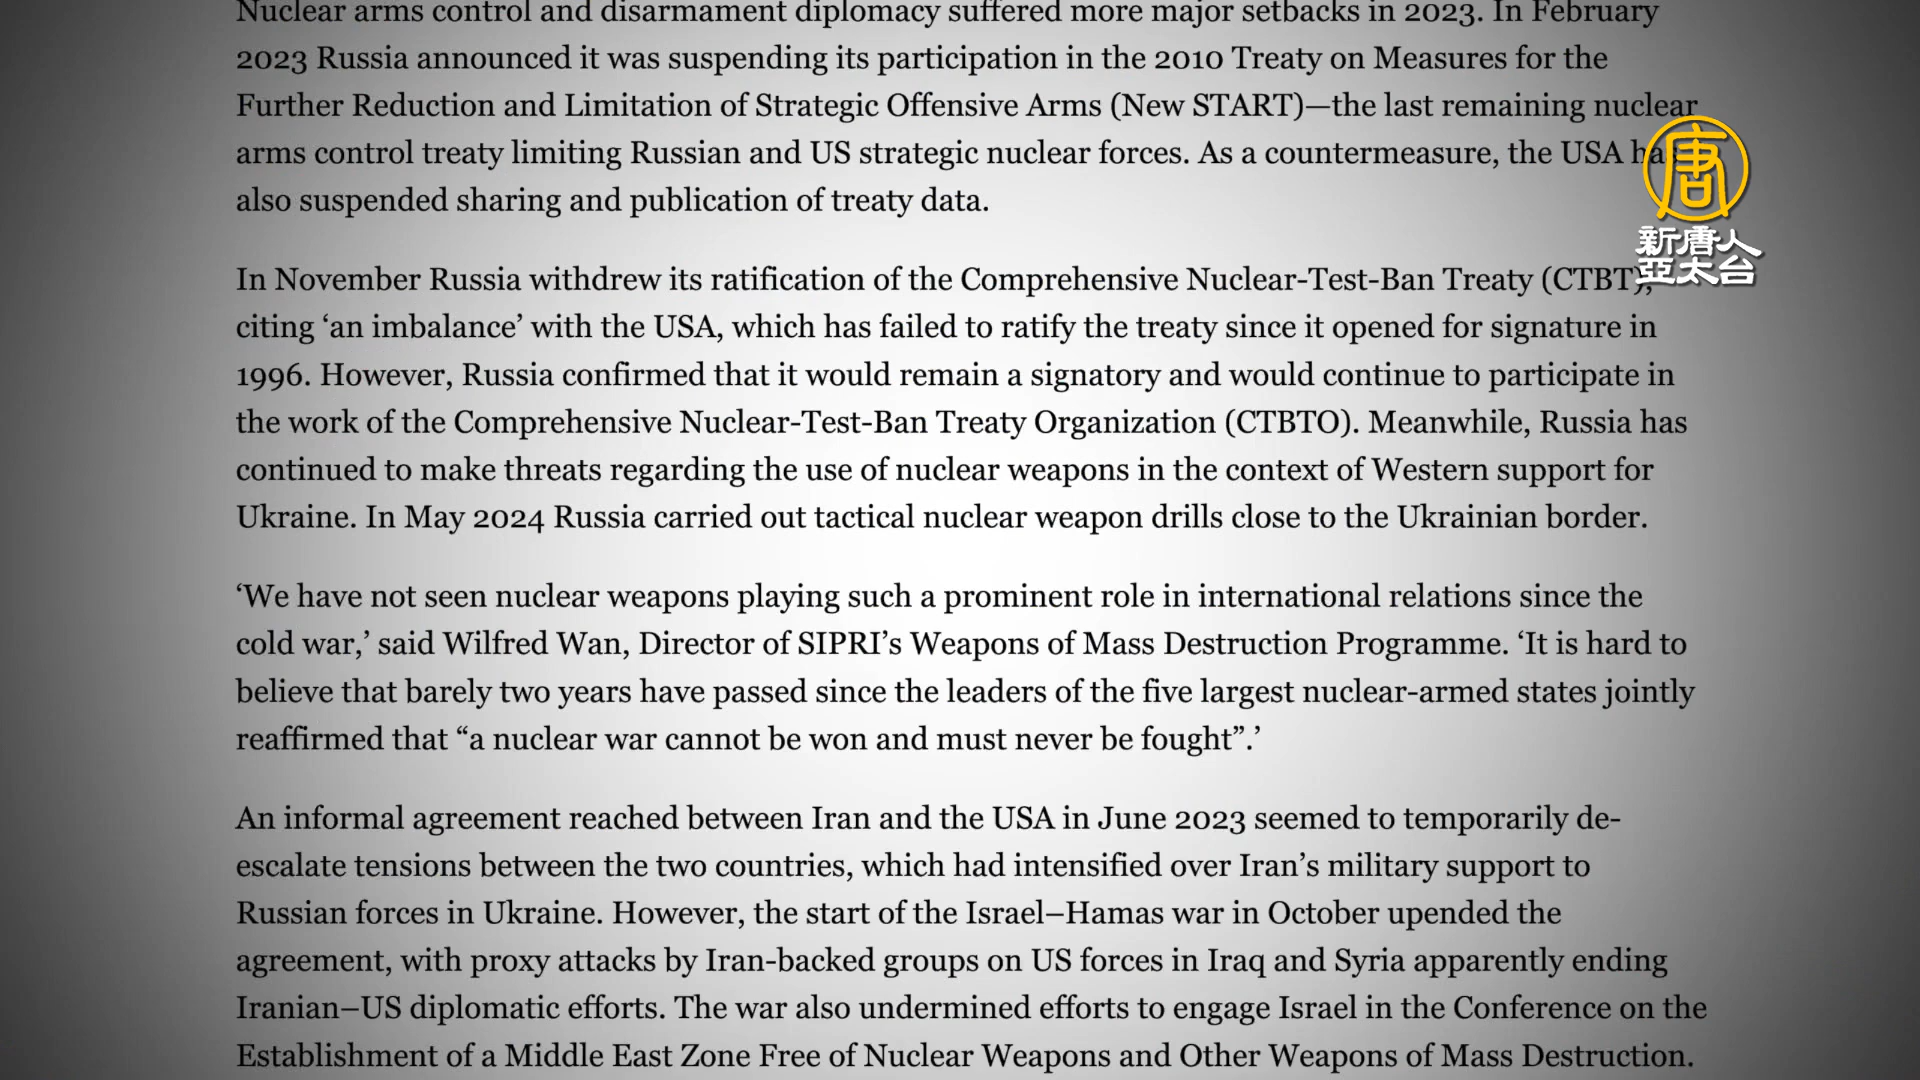 Nuclear arms control and disarmament diplomacy suffered more major setbacks in 2023. In February
2023 Russia announced it was suspending its participation in the 2010 Treaty on Measures for the
Further Reduction and Limitation of Strategic Offensive Arms (New START)—the last remaining nuclear
arms control treaty limiting Russian and US strategic nuclear forces. As a countermeasure, the USA has
also suspended sharing and publication of treaty data.
唐
新唐人
亞太台
In November Russia withdrew its ratification of the Comprehensive Nuclear-Test-Ban Treaty (CTBT),
citing ‘an imbalance’ with the USA, which has failed to ratify the treaty since it opened for signature in
1996. However, Russia confirmed that it would remain a signatory and would continue to participate in
the work of the Comprehensive Nuclear-Test-Ban Treaty Organization (CTBTO). Meanwhile, Russia has
continued to make threats regarding the use of nuclear weapons in the context of Western support for
Ukraine. In May 2024 Russia carried out tactical nuclear weapon drills close to the Ukrainian border.
‘We have not seen nuclear weapons playing such a prominent role in international relations since the
cold war,’ said Wilfred Wan, Director of SIPRI’s Weapons of Mass Destruction Programme. ‘It is hard to
believe that barely two years have passed since the leaders of the five largest nuclear-armed states jointly
reaffirmed that “a nuclear war cannot be won and must never be fought”.’
An informal agreement reached between Iran and the USA in June 2023 seemed to temporarily de-
escalate tensions between the two countries, which had intensified over Iran’s military support to
Russian forces in Ukraine. However, the start of the Israel–Hamas war in October upended the
agreement, with proxy attacks by Iran-backed groups on US forces in Iraq and Syria apparently ending
Iranian–US diplomatic efforts. The war also undermined efforts to engage Israel in the Conference on the
Establishment of a Middle East Zone Free of Nuclear Weapons and Other Weapons of Mass Destruction.